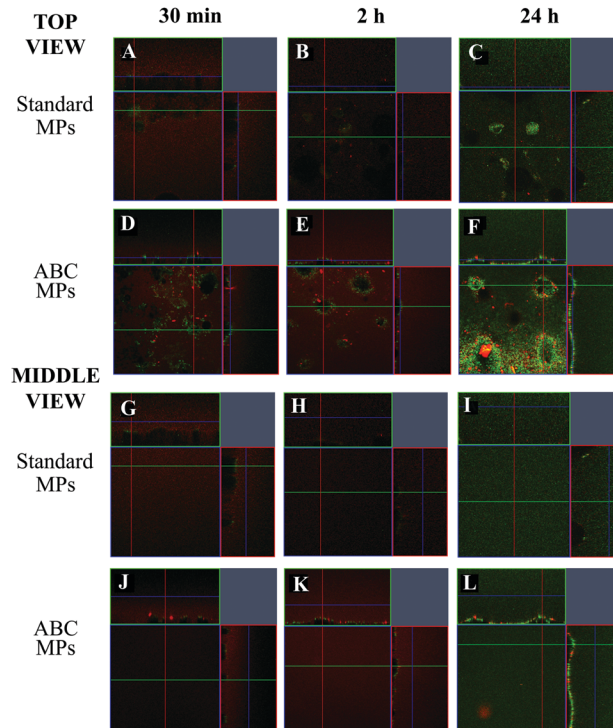 TOP
VIEW
30 min
2 h
24 h
Standard
MPs
A
B
C
ABC
MPs
D
E
F
MIDDLE
VIEW
Standard
MPs
G
H
I
ABC
MPs
J
K
L